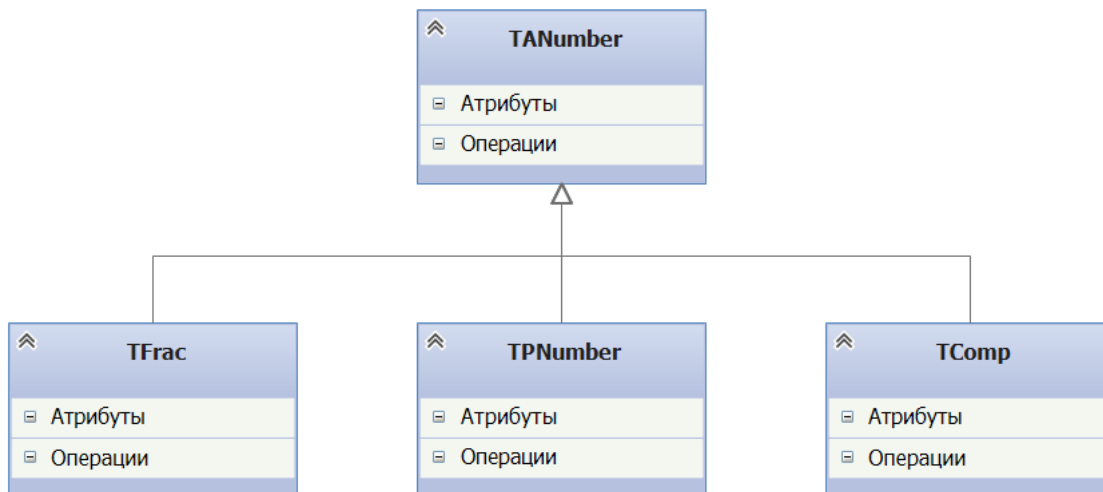 TANumber
Атрибуты
Операции
TFrac
Атрибуты
Операции
TPNumber
Атрибуты
Операции
TComp
Атрибуты
Операции